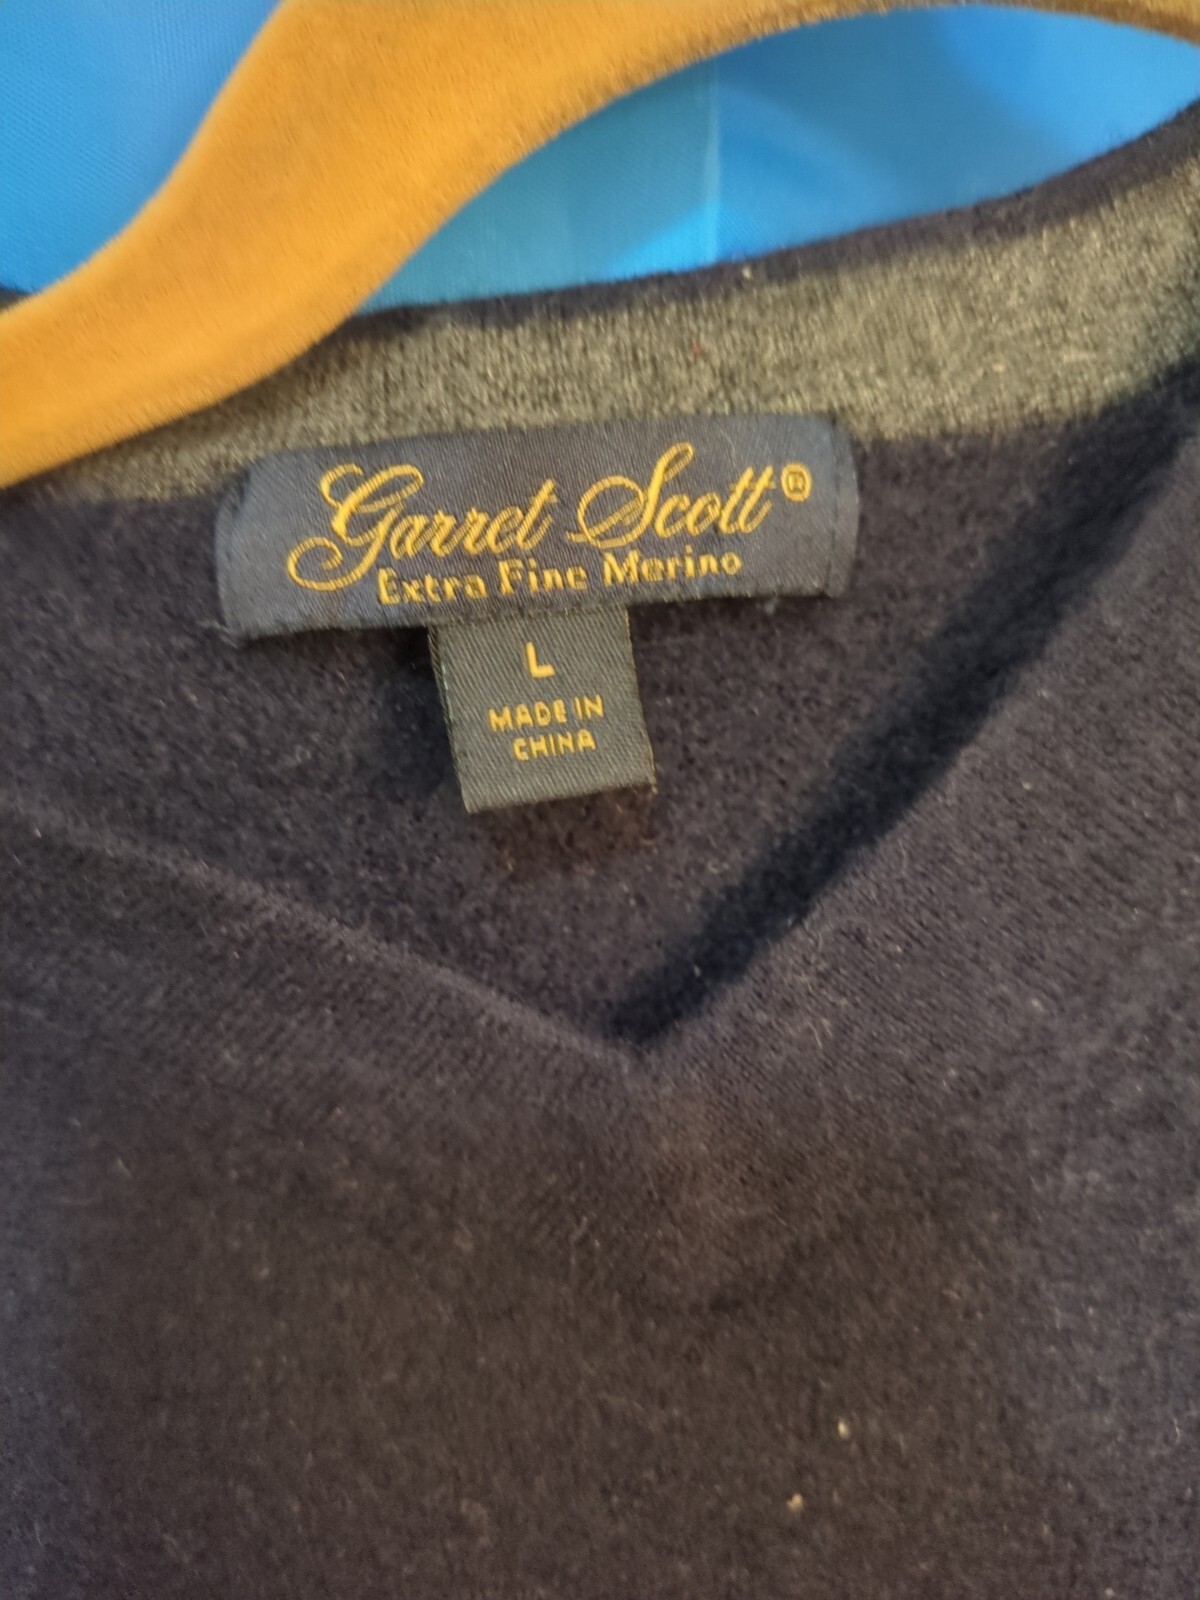 Garret Scott®
Extra Fine Merino
L
MADE IN
CHINA